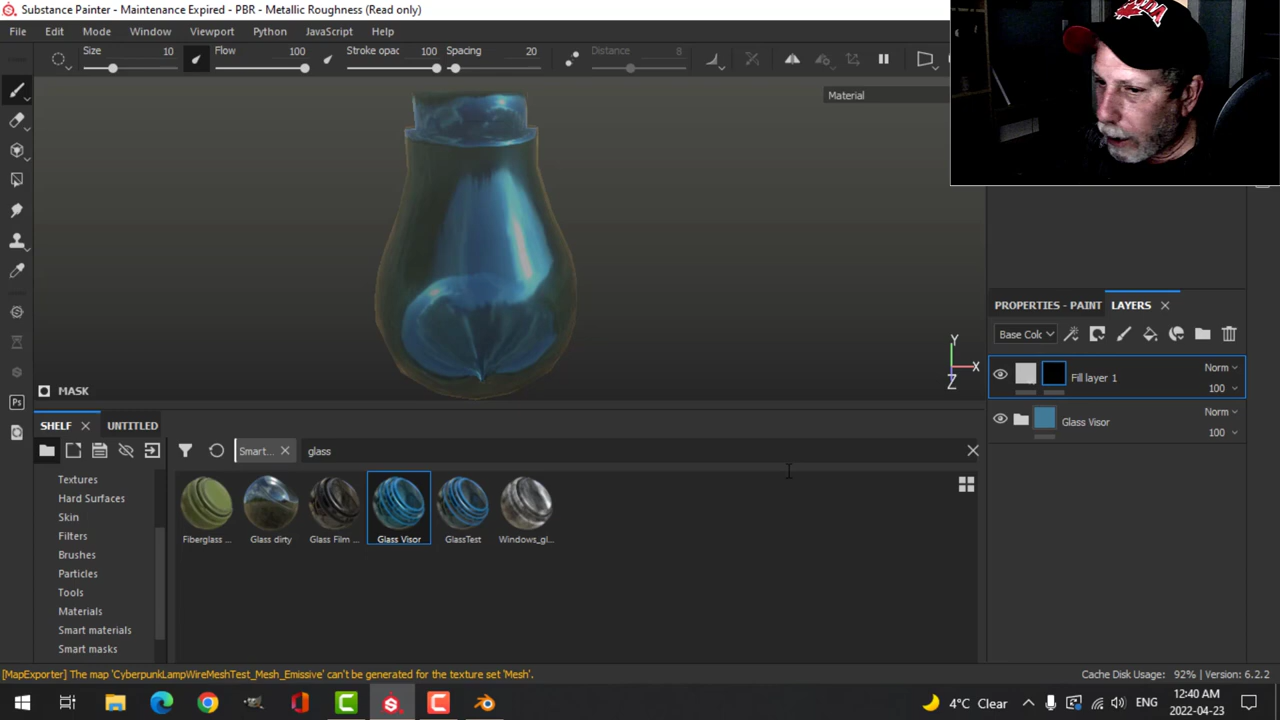 Substance Painter - Maintenance Expired - PBR - Metallic Roughness (Read only)
File Edit Mode Window Viewport Python JavaScript Help
Size 10 Flow 100 Stroke opac 100 Spacing 20 Distance 8
Material
Y
X
Z
MASK
PROPERTIES - PAINT LAYERS
Base Col
Fill layer 1 Norm 100
Glass Visor Norm 100
SHELF UNTITLED
Smart... glass
Textures
Hard Surfaces
Skin
Filters
Brushes
Particles
Tools
Materials
Smart materials
Smart masks
Fiberglass ... Glass dirty Glass Film ... Glass Visor GlassTest Windows_gl...
[MapExporter] The map 'CyberpunkLampWireMeshTest_Mesh_Emissive' can't be generated for the texture set 'Mesh'.
Cache Disk Usage: 92% | Version: 6.2.2
4°C Clear ENG 12:40 AM
2022-04-23